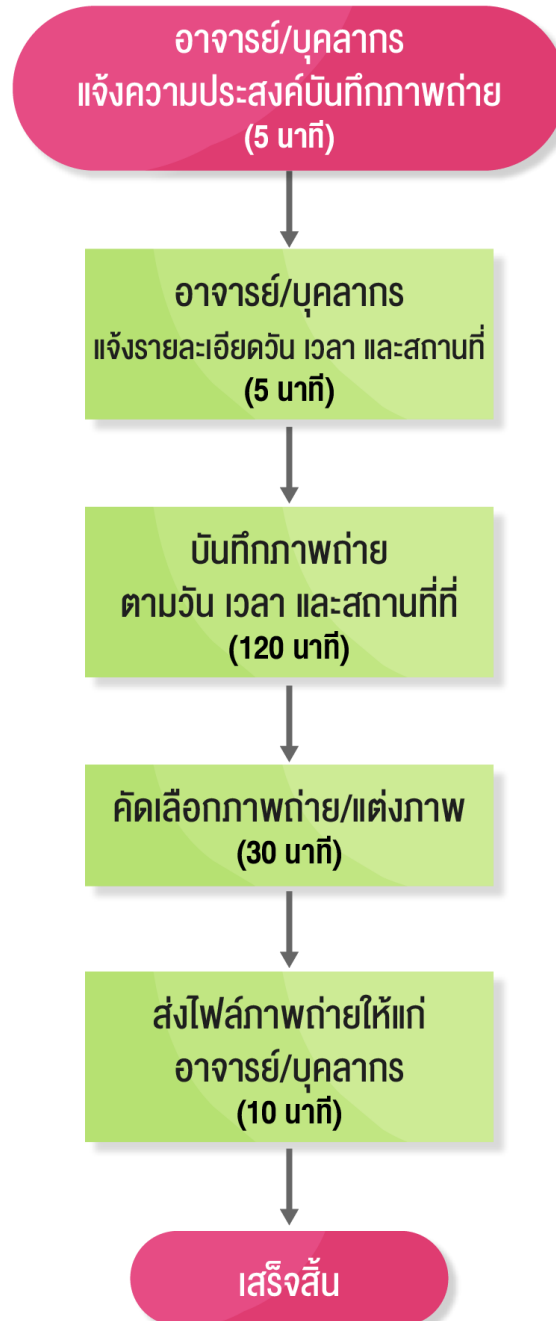 อาจารย์/บุคลากร
แจ้งความประสงค์บันทึกภาพถ่าย
(5 นาที)
อาจารย์/บุคลากร
แจ้งรายละเอียดวัน เวลา และสถานที่
(5 นาที)
บันทึกภาพถ่าย
ตามวัน เวลา และสถานที่ที่
(120 นาที)
คัดเลือกภาพถ่าย/แต่งภาพ
(30 นาที)
ส่งไฟล์ภาพถ่ายให้แก่
อาจารย์/บุคลากร
(10 นาที)
เสร็จสิ้น